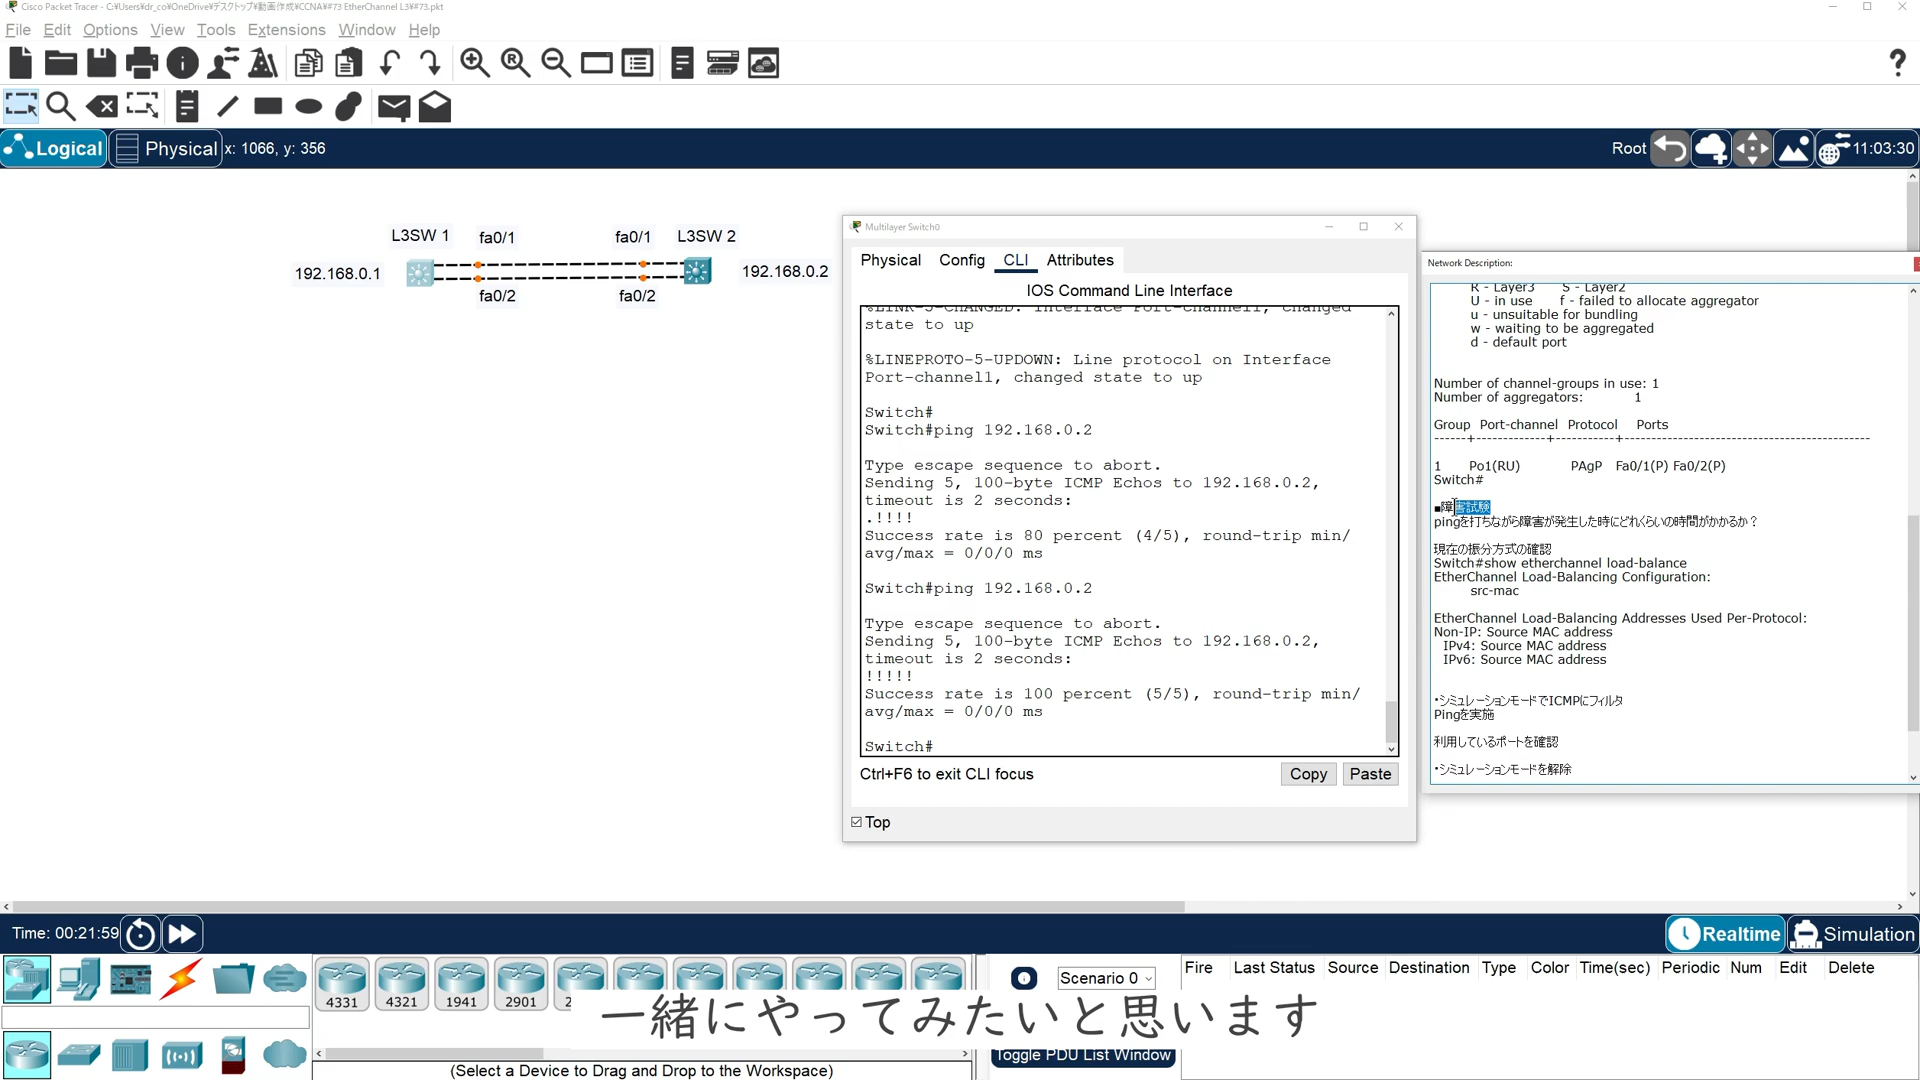 Cisco Packet Tracer - C:¥Users¥dr_co¥OneDrive¥デスクトップ¥動画作成¥CCNA¥#73 EtherChannel L3¥#73.pkt
File Edit Options View Tools Extensions Window Help
Logical Physical x: 1066, y: 356 Root 11:03:30
L3SW 1 fa0/1 fa0/1 L3SW 2
192.168.0.1 192.168.0.2
fa0/2 fa0/2
Multilayer Switch0
Physical Config CLI Attributes
IOS Command Line Interface
%LINK-5-CHANGED: Interface Port-channel1, changed
state to up
%LINEPROTO-5-UPDOWN: Line protocol on Interface
Port-channel1, changed state to up
Switch#
Switch#ping 192.168.0.2
Type escape sequence to abort.
Sending 5, 100-byte ICMP Echos to 192.168.0.2,
timeout is 2 seconds:
.!!!!
Success rate is 80 percent (4/5), round-trip min/
avg/max = 0/0/0 ms
Switch#ping 192.168.0.2
Type escape sequence to abort.
Sending 5, 100-byte ICMP Echos to 192.168.0.2,
timeout is 2 seconds:
!!!!!
Success rate is 100 percent (5/5), round-trip min/
avg/max = 0/0/0 ms
Switch#
Ctrl+F6 to exit CLI focus Copy Paste
Top
Network Description:
R - Layer3 S - Layer2
U - in use f - failed to allocate aggregator
u - unsuitable for bundling
w - waiting to be aggregated
d - default port
Number of channel-groups in use: 1
Number of aggregators: 1
Group Port-channel Protocol Ports
------+-------------+-----------+----------------------------------------------
1 Po1(RU) PAgP Fa0/1(P) Fa0/2(P)
Switch#
■障害試験
pingを打ちながら障害が発生した時にどれくらいの時間がかかるか？
現在の振分方式の確認
Switch#show etherchannel load-balance
EtherChannel Load-Balancing Configuration:
src-mac
EtherChannel Load-Balancing Addresses Used Per-Protocol:
Non-IP: Source MAC address
IPv4: Source MAC address
IPv6: Source MAC address
・シミュレーションモードでICMPにフィルタ
Pingを実施
利用しているポートを確認
・シミュレーションモードを解除
Time: 00:21:59 Realtime Simulation
4331 4321 1941 2901 2
Scenario 0
Fire Last Status Source Destination Type Color Time(sec) Periodic Num Edit Delete
一緒にやってみたいと思います
Toggle PDU List Window
(Select a Device to Drag and Drop to the Workspace)